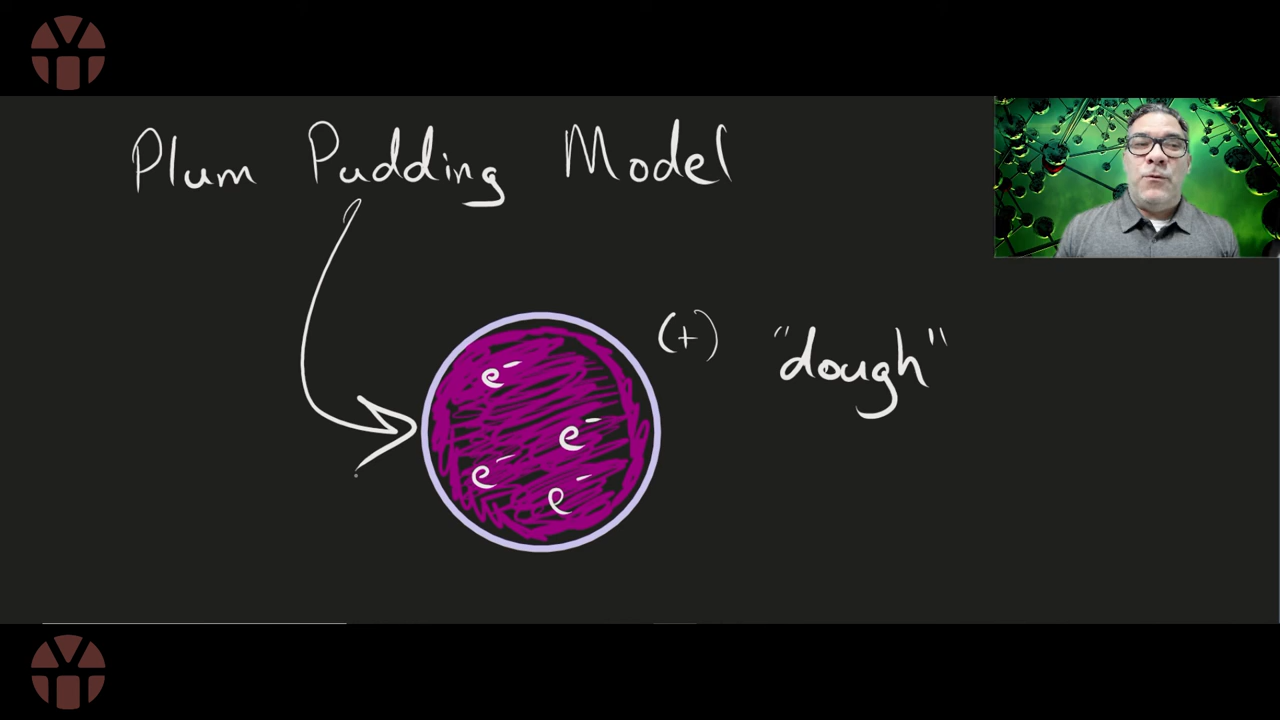 Plum Pudding Model
(+) "dough"
e⁻
e⁻
e⁻
e⁻